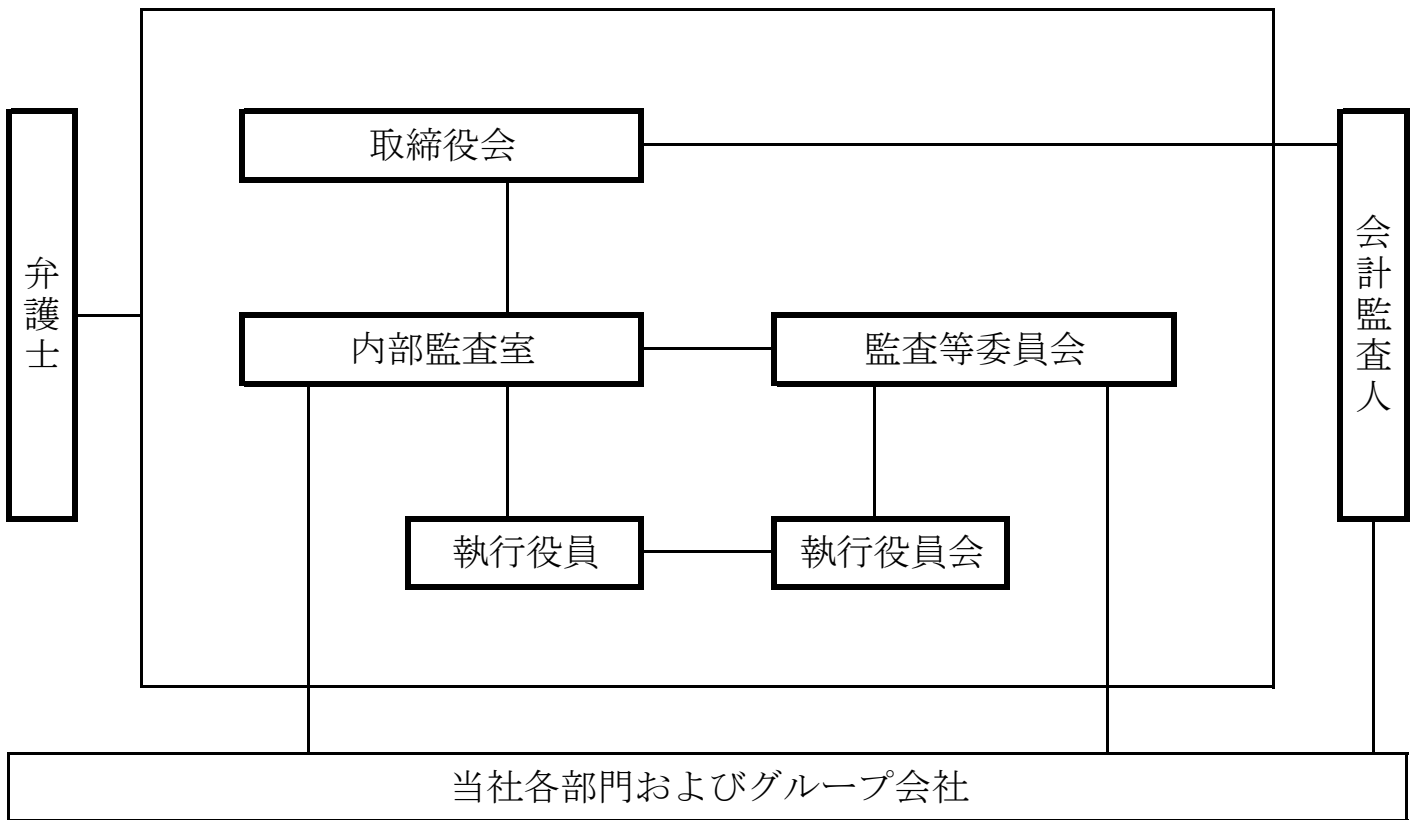 取締役会
弁護士
会計監査人
内部監査室
監査等委員会
執行役員
執行役員会
当社各部門およびグループ会社